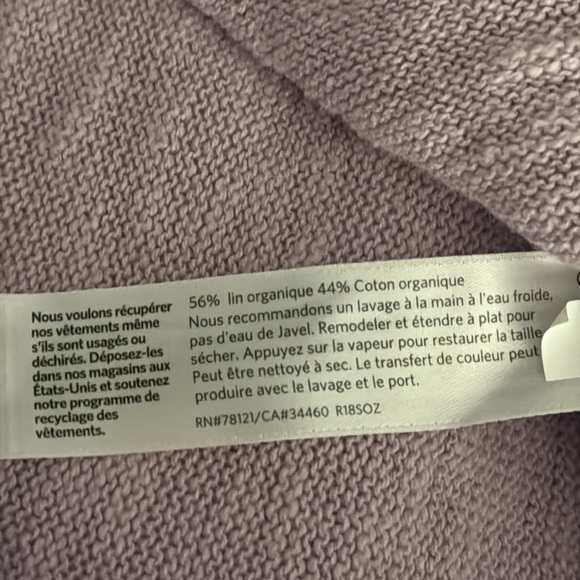 Nous voulons récupérer
nos vêtements même
s'ils sont usagés ou
déchirés. Déposez-les
dans nos magasins aux
États-Unis et soutenez
notre programme de
recyclage des
vêtements.
56% lin organique 44% Coton organique
Nous recommandons un lavage à la main à l'eau froide,
pas d'eau de Javel. Remodeler et étendre à plat pour
sécher. Appuyez sur la vapeur pour restaurer la taille
Peut être nettoyé à sec. Le transfert de couleur peut
produire avec le lavage et le port.
RN#78121/CA#34460 R18SOZ